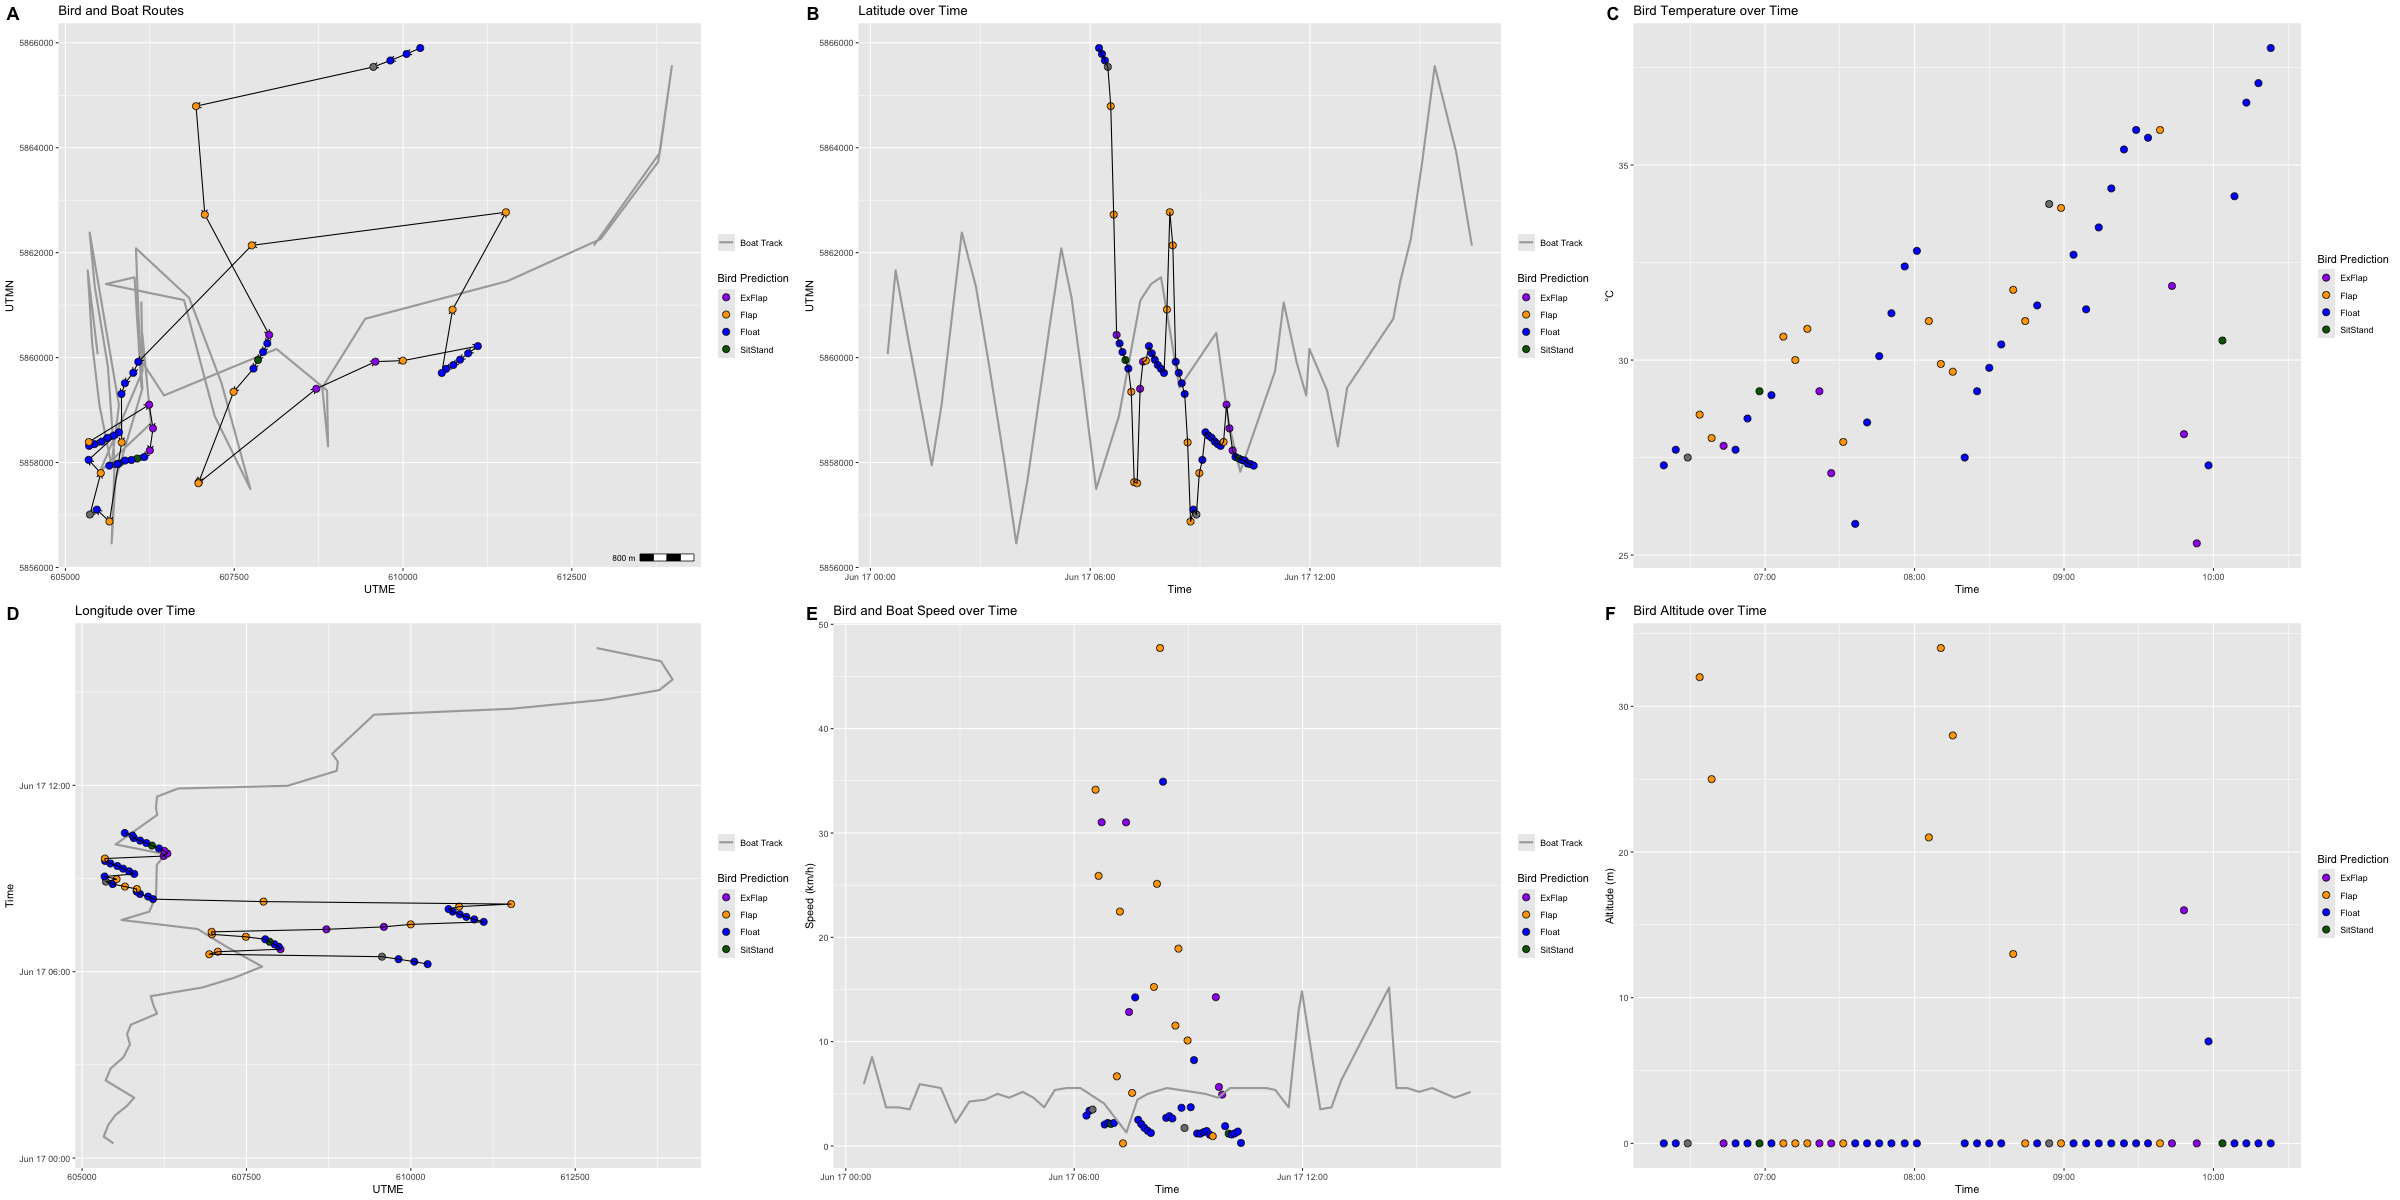 A
Bird and Boat Routes
5866000
5864000
5862000
5860000
5858000
5856000
UTMN
605000
607500
610000
612500
UTME
800 m
Boat Track
Bird Prediction
ExFlap
Flap
Float
SitStand
B
Latitude over Time
5866000
5864000
5862000
5860000
5858000
5856000
UTMN
Jun 17 00:00
Jun 17 06:00
Jun 17 12:00
Time
Boat Track
Bird Prediction
ExFlap
Flap
Float
SitStand
C
Bird Temperature over Time
35
30
25
°C
07:00
08:00
09:00
10:00
Time
Bird Prediction
ExFlap
Flap
Float
SitStand
D
Longitude over Time
Jun 17 12:00
Jun 17 06:00
Jun 17 00:00
Time
605000
607500
610000
612500
UTME
Boat Track
Bird Prediction
ExFlap
Flap
Float
SitStand
E
Bird and Boat Speed over Time
50
40
30
20
10
0
Speed (km/h)
Jun 17 00:00
Jun 17 06:00
Jun 17 12:00
Time
Boat Track
Bird Prediction
ExFlap
Flap
Float
SitStand
F
Bird Altitude over Time
30
20
10
0
Altitude (m)
07:00
08:00
09:00
10:00
Time
Bird Prediction
ExFlap
Flap
Float
SitStand